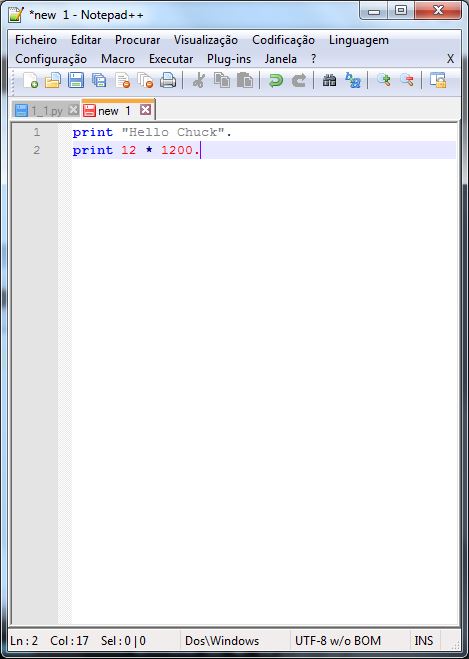 *new 1 - Notepad++
Ficheiro Editar Procurar Visualização Codificação Linguagem
Configuração Macro Executar Plug-ins Janela ? X
1_1.py new 1
1 print "Hello Chuck".
2 print 12 * 1200.
Ln : 2 Col : 17 Sel : 0 | 0 Dos\Windows UTF-8 w/o BOM INS